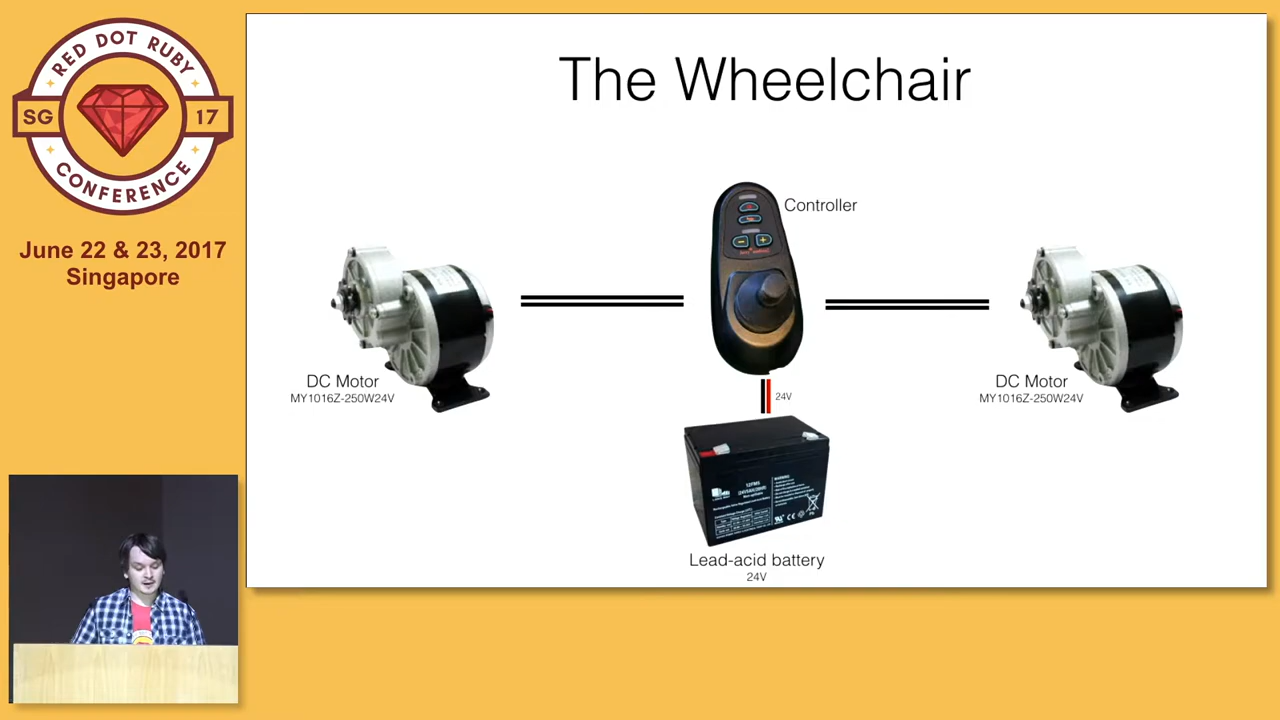 RED DOT RUBY
SG 17
CONFERENCE
June 22 & 23, 2017
Singapore
The Wheelchair
Controller
DC Motor
MY1016Z-250W24V
DC Motor
MY1016Z-250W24V
24V
WARNING
Lead-acid battery
24V